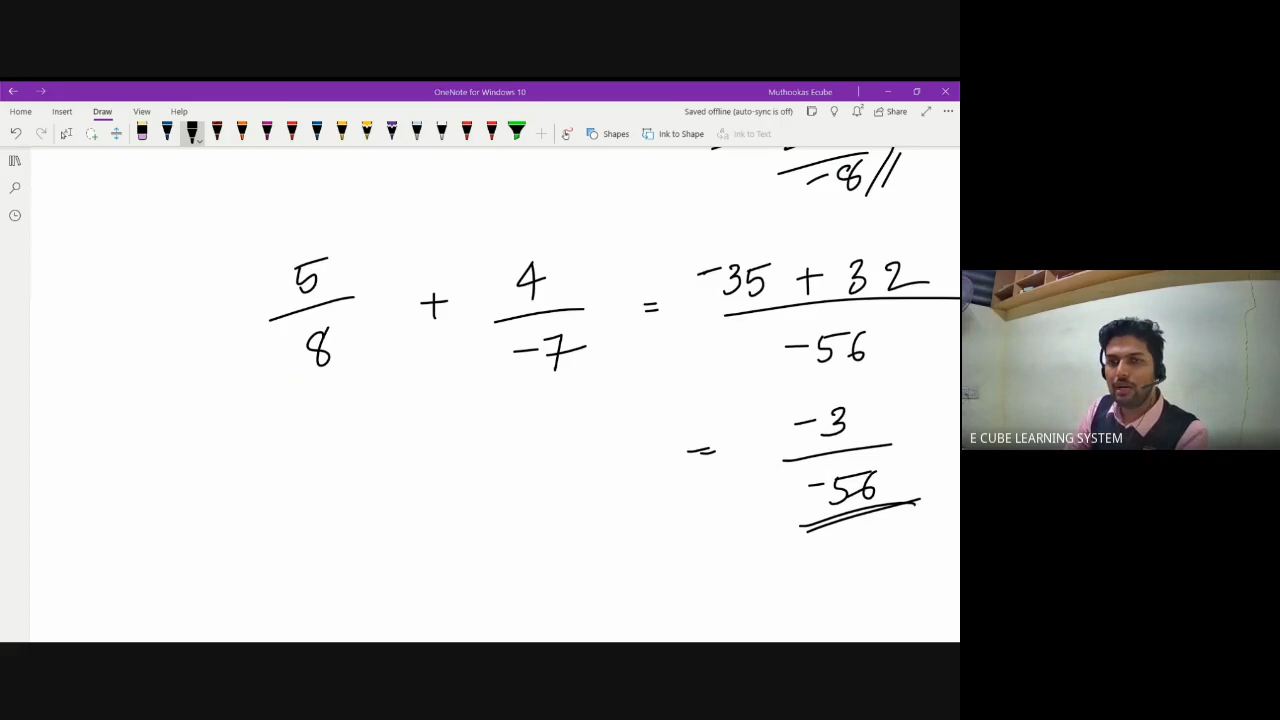 OneNote for Windows 10
Muthookas Ecube
Home Insert Draw View Help
Saved offline (auto-sync is off)
Share
Shapes
Ink to Shape
Ink to Text
= 8 //
5/8 + 4/-7 = -35 + 32/-56
= -3/-56
E CUBE LEARNING SYSTEM